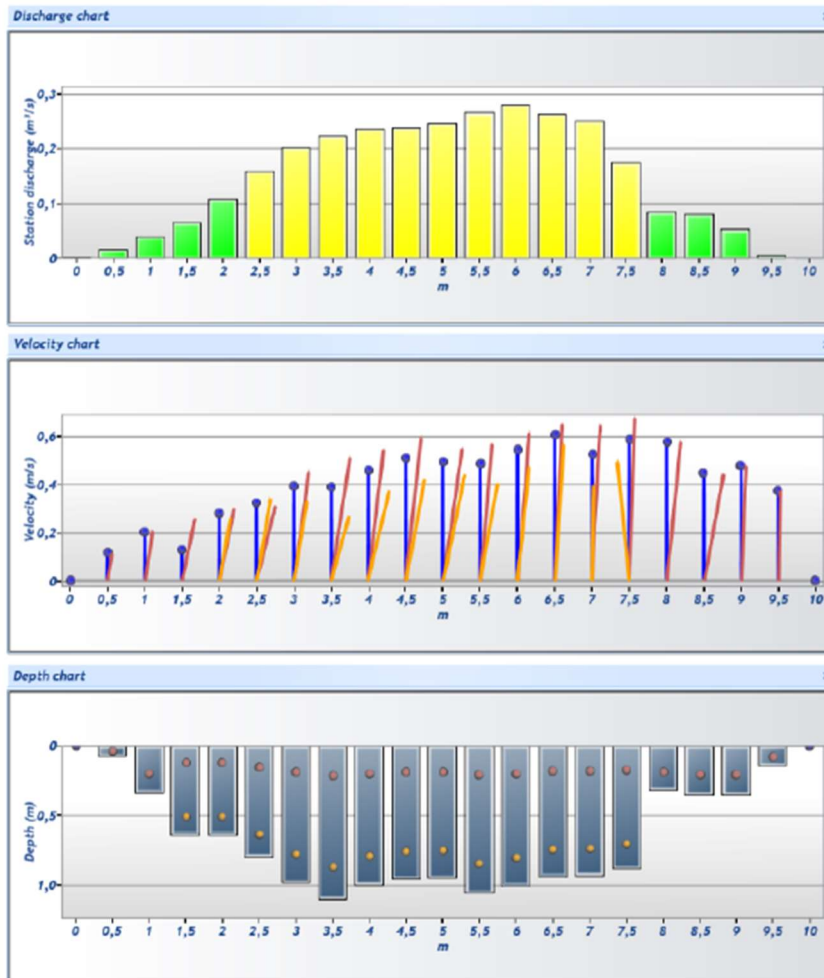 Discharge chart
Station discharge (m³/s)
0,3
0,2
0,1
0
0 0,5 1 1,5 2 2,5 3 3,5 4 4,5 5 5,5 6 6,5 7 7,5 8 8,5 9 9,5 10
m
Velocity chart
Velocity (m/s)
0,6
0,4
0,2
0
0 0,5 1 1,5 2 2,5 3 3,5 4 4,5 5 5,5 6 6,5 7 7,5 8 8,5 9 9,5 10
m
Depth chart
Depth (m)
0
0,5
1,0
0 0,5 1 1,5 2 2,5 3 3,5 4 4,5 5 5,5 6 6,5 7 7,5 8 8,5 9 9,5 10
m